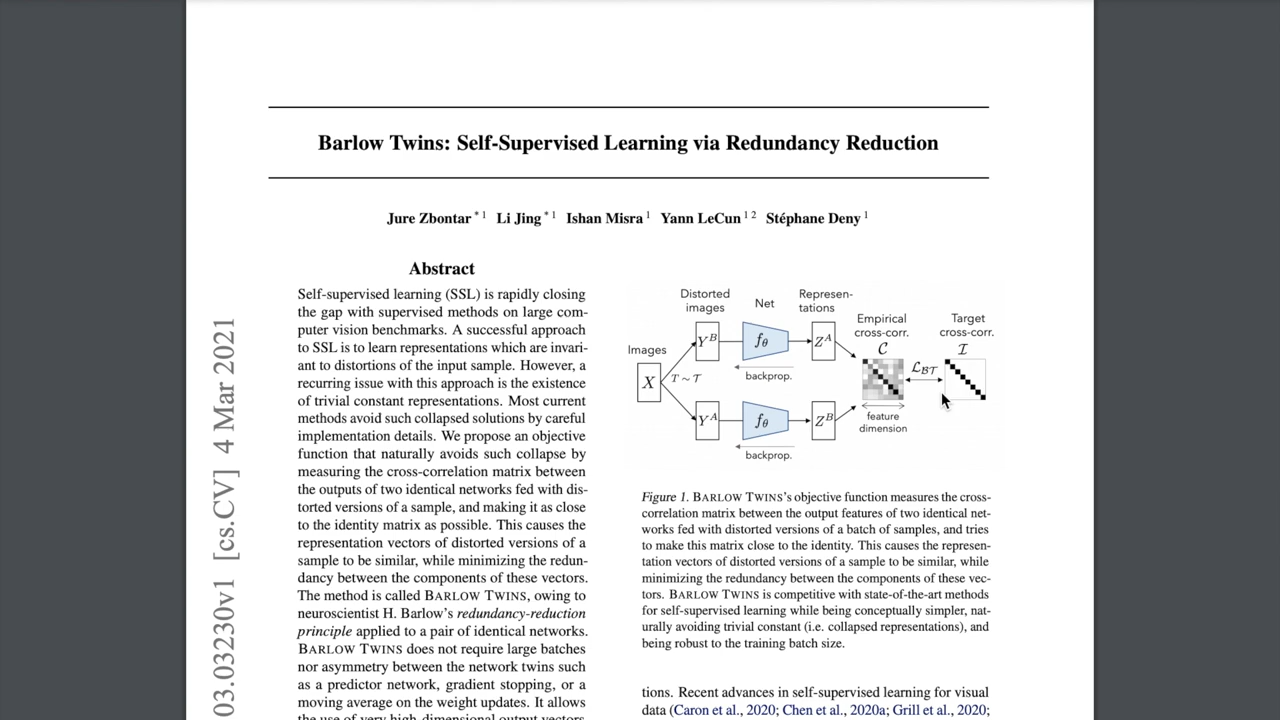 Barlow Twins: Self-Supervised Learning via Redundancy Reduction
Jure Zbontar * 1 Li Jing * 1 Ishan Misra 1 Yann LeCun 1 2 Stéphane Deny 1
03.03230v1 [cs.CV] 4 Mar 2021
Abstract
Self-supervised learning (SSL) is rapidly closing
the gap with supervised methods on large com-
puter vision benchmarks. A successful approach
to SSL is to learn representations which are invari-
ant to distortions of the input sample. However, a
recurring issue with this approach is the existence
of trivial constant representations. Most current
methods avoid such collapsed solutions by careful
implementation details. We propose an objective
function that naturally avoids such collapse by
measuring the cross-correlation matrix between
the outputs of two identical networks fed with dis-
torted versions of a sample, and making it as close
to the identity matrix as possible. This causes the
representation vectors of distorted versions of a
sample to be similar, while minimizing the redun-
dancy between the components of these vectors.
The method is called BARLOW TWINS, owing to
neuroscientist H. Barlow's redundancy-reduction
principle applied to a pair of identical networks.
BARLOW TWINS does not require large batches
nor asymmetry between the network twins such
as a predictor network, gradient stopping, or a
moving average on the weight updates. It allows
the use of very high-dimensional output vectors,
Images
X
T ~ 𝒯
Distorted
images
Y^B
Y^A
Net
f_θ
backprop.
f_θ
backprop.
Represen-
tations
Z^A
Z^B
Empirical
cross-corr.
C
feature
dimension
ℒ_BT
Target
cross-corr.
I
Figure 1. BARLOW TWINS's objective function measures the cross-
correlation matrix between the output features of two identical net-
works fed with distorted versions of a batch of samples, and tries
to make this matrix close to the identity. This causes the represen-
tation vectors of distorted versions of a sample to be similar, while
minimizing the redundancy between the components of these vec-
tors. BARLOW TWINS is competitive with state-of-the-art methods
for self-supervised learning while being conceptually simpler, nat-
urally avoiding trivial constant (i.e. collapsed representations), and
being robust to the training batch size.
tions. Recent advances in self-supervised learning for visual
data (Caron et al., 2020; Chen et al., 2020a; Grill et al., 2020;